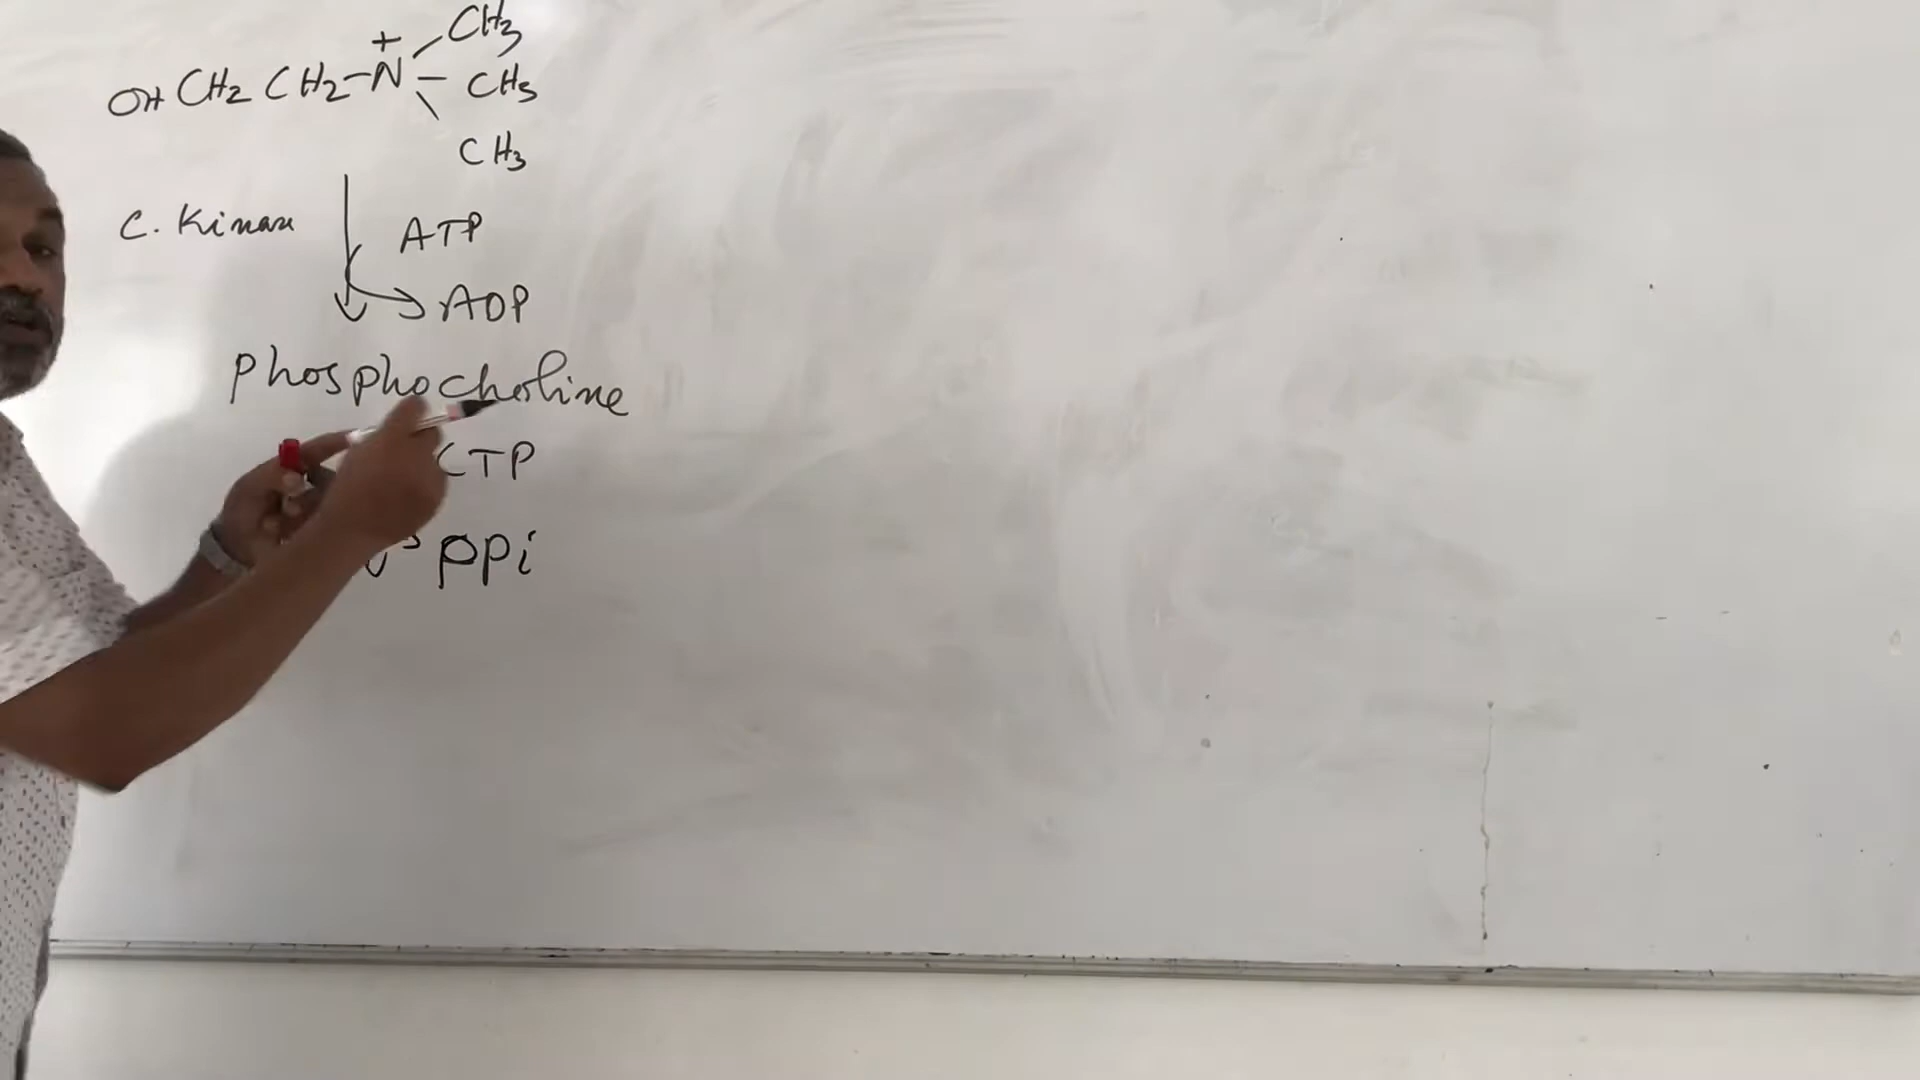 CH3
+
OH CH2 CH2-N - CH3
CH3
C. Kinase ATP
ADP
phosphocholine
CTP
PPi